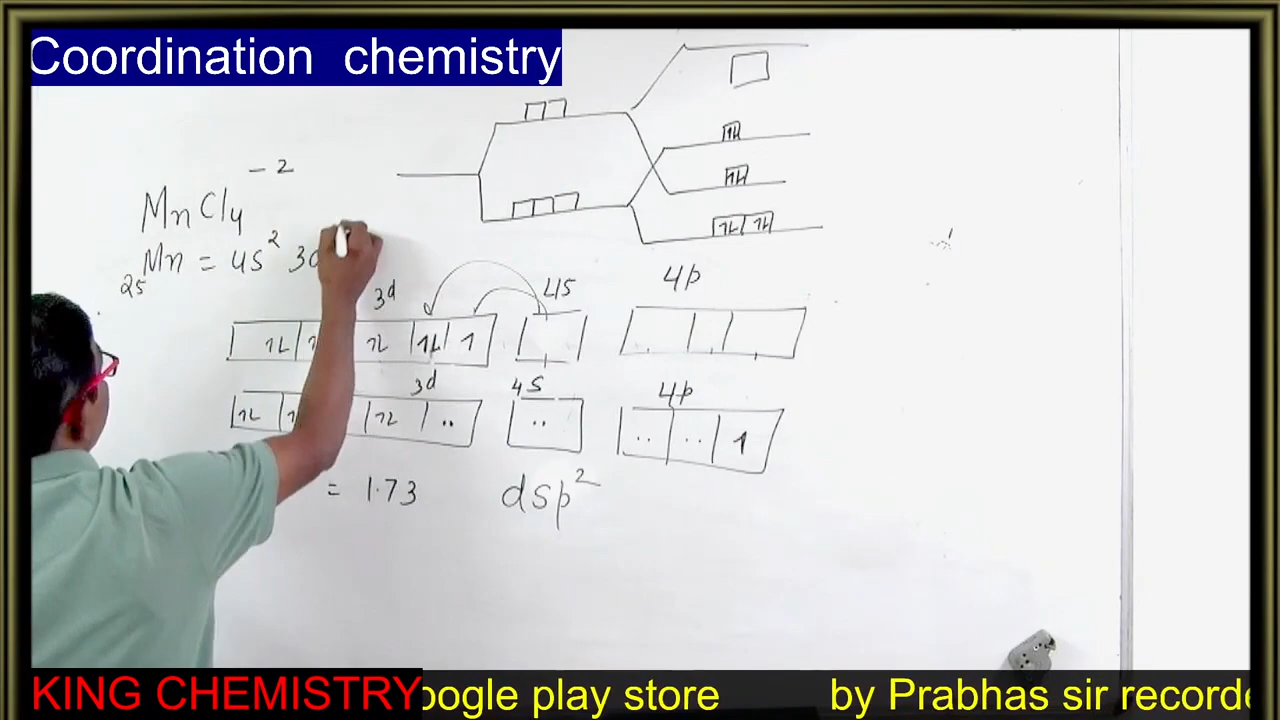 Coordination chemistry
MnCl4 -2
25Mn = 4s2 3d
3d 4s 4p
3d 4s 4p
= 1.73 dsp2
KING CHEMISTRY oogle play store by Prabhas sir recorde